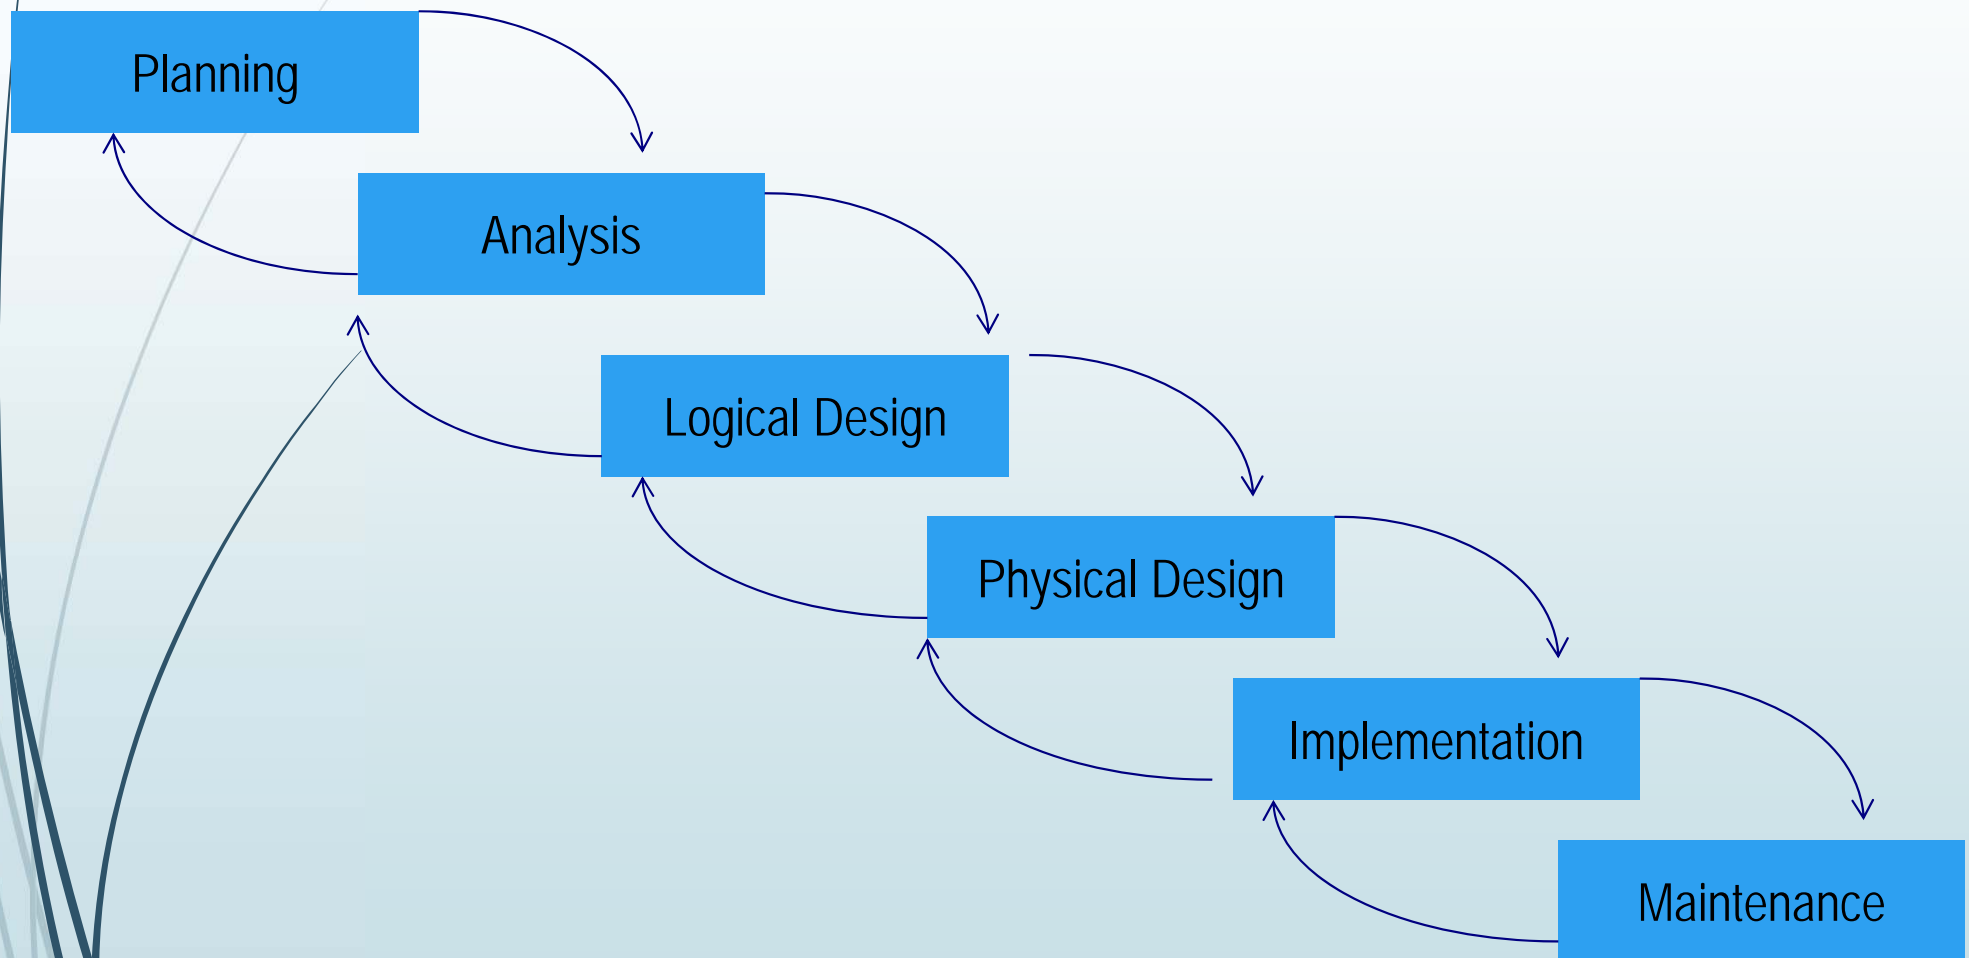 Planning
Analysis
Logical Design
Physical Design
Implementation
Maintenance